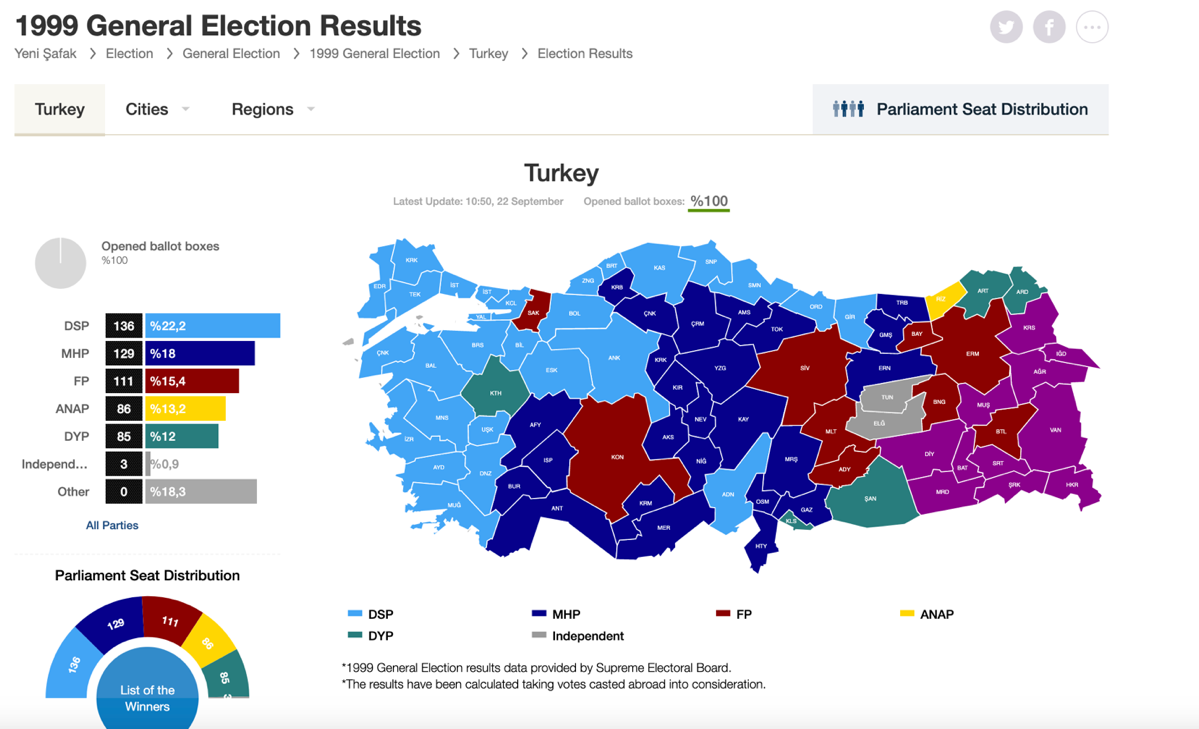 1999 General Election Results
Yeni Şafak > Election > General Election > 1999 General Election > Turkey > Election Results
Turkey Cities Regions Parliament Seat Distribution
Turkey
Latest Update: 10:50, 22 September Opened ballot boxes: %100
Opened ballot boxes
%100
DSP 136 %22,2
MHP 129 %18
FP 111 %15,4
ANAP 86 %13,2
DYP 85 %12
Independ... 3 %0,9
Other 0 %18,3
All Parties
Parliament Seat Distribution
136
129
111
86
85
3
List of the
Winners
KRK
EDR
TEK
İST
İST
KCL
YAL
SAK
BOL
ZNG
BRT
KRB
KAS
SNP
SMN
ÇNK
ÇRM
AMS
TOK
ORD
GİR
TRB
RİZ
ART
ARD
GMŞ
BAY
KRS
IĞD
ERM
AĞR
ÇNK
BAL
BRS
BİL
ESK
ANK
KRK
YZG
SİV
ERN
TUN
ELĞ
BNG
MUŞ
KTH
KIR
MNS
UŞK
AFY
NEV
KAY
MLT
BTL
VAN
İZR
AYD
DNZ
ISP
KON
AKS
NİĞ
MRŞ
ADY
DİY
BAT
SRT
ŞRK
HKR
MRD
BUR
MUĞ
ANT
KRM
MER
ADN
OSM
GAZ
KLS
ŞAN
HTY
DSP MHP FP ANAP
DYP Independent
*1999 General Election results data provided by Supreme Electoral Board.
*The results have been calculated taking votes casted abroad into consideration.